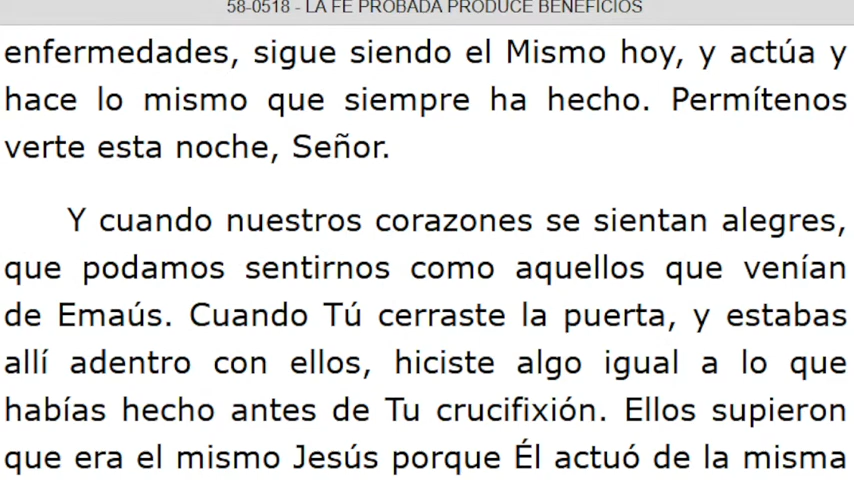 58-0518 - LA FE PROBADA PRODUCE BENEFICIOS
enfermedades, sigue siendo el Mismo hoy, y actúa y
hace lo mismo que siempre ha hecho. Permítenos
verte esta noche, Señor.
Y cuando nuestros corazones se sientan alegres,
que podamos sentirnos como aquellos que venían
de Emaús. Cuando Tú cerraste la puerta, y estabas
allí adentro con ellos, hiciste algo igual a lo que
habías hecho antes de Tu crucifixión. Ellos supieron
que era el mismo Jesús porque Él actuó de la misma